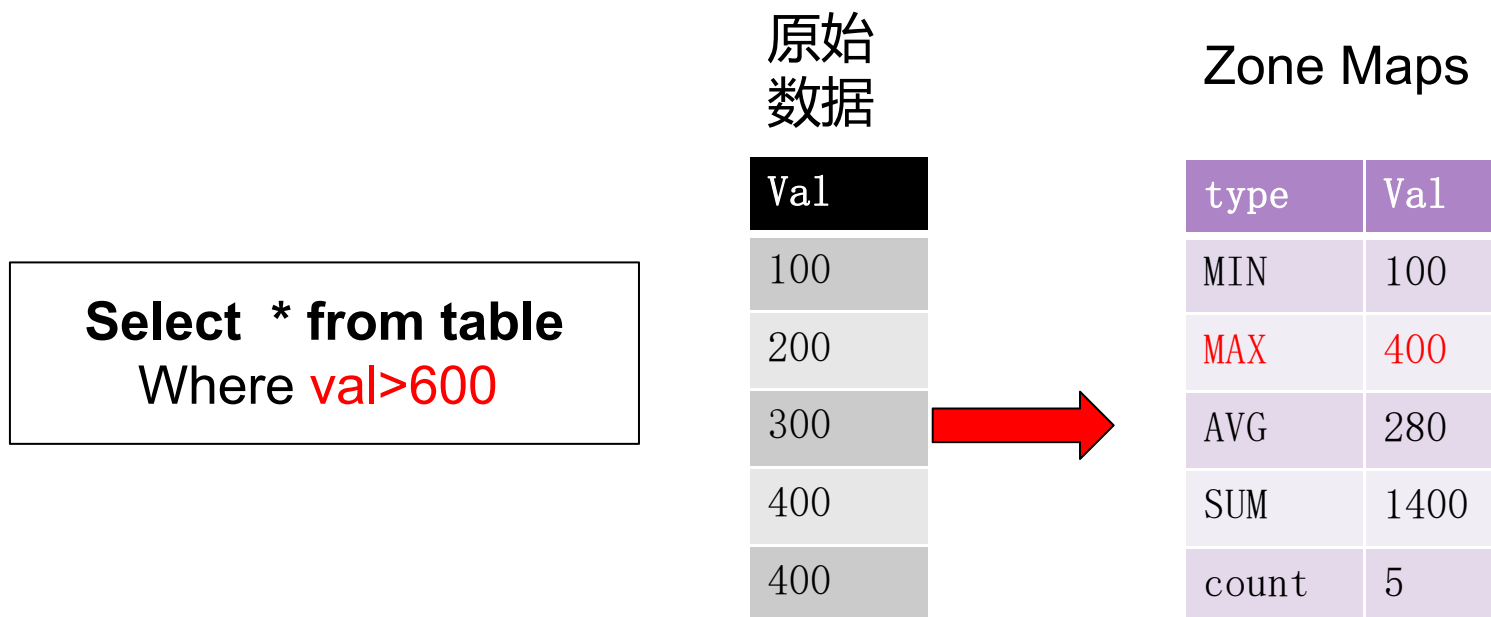 原始
数据
Zone Maps
Select * from table
Where val>600
Val
100
200
300
400
400
type Val
MIN 100
MAX 400
AVG 280
SUM 1400
count 5